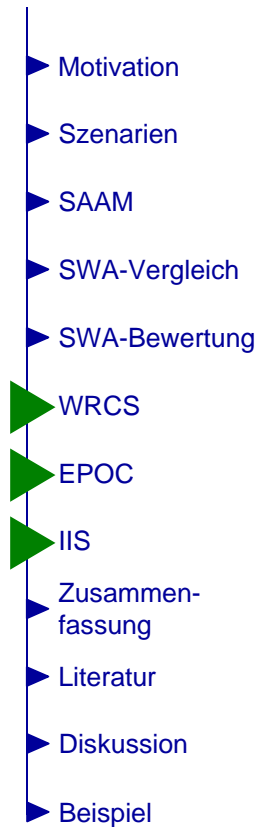 Motivation
Szenarien
SAAM
SWA-Vergleich
SWA-Bewertung
WRCS
EPOC
IIS
Zusammen-
fassung
Literatur
Diskussion
Beispiel